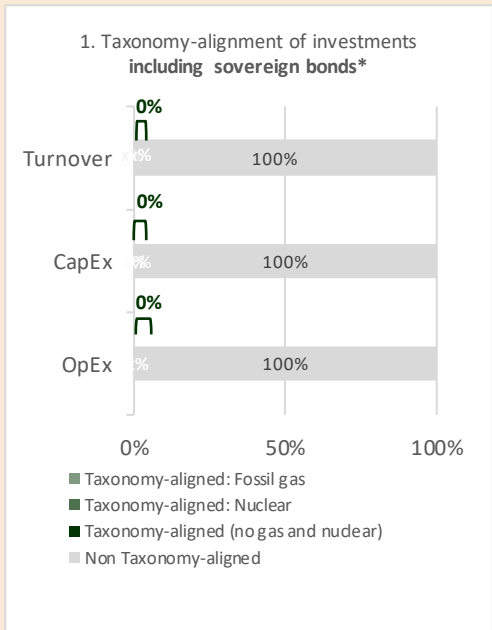 1. Taxonomy-alignment of investments
including sovereign bonds*
0%
Turnover
100%
0%
CapEx
100%
0%
OpEx
100%
0% 50% 100%
Taxonomy-aligned: Fossil gas
Taxonomy-aligned: Nuclear
Taxonomy-aligned (no gas and nuclear)
Non Taxonomy-aligned